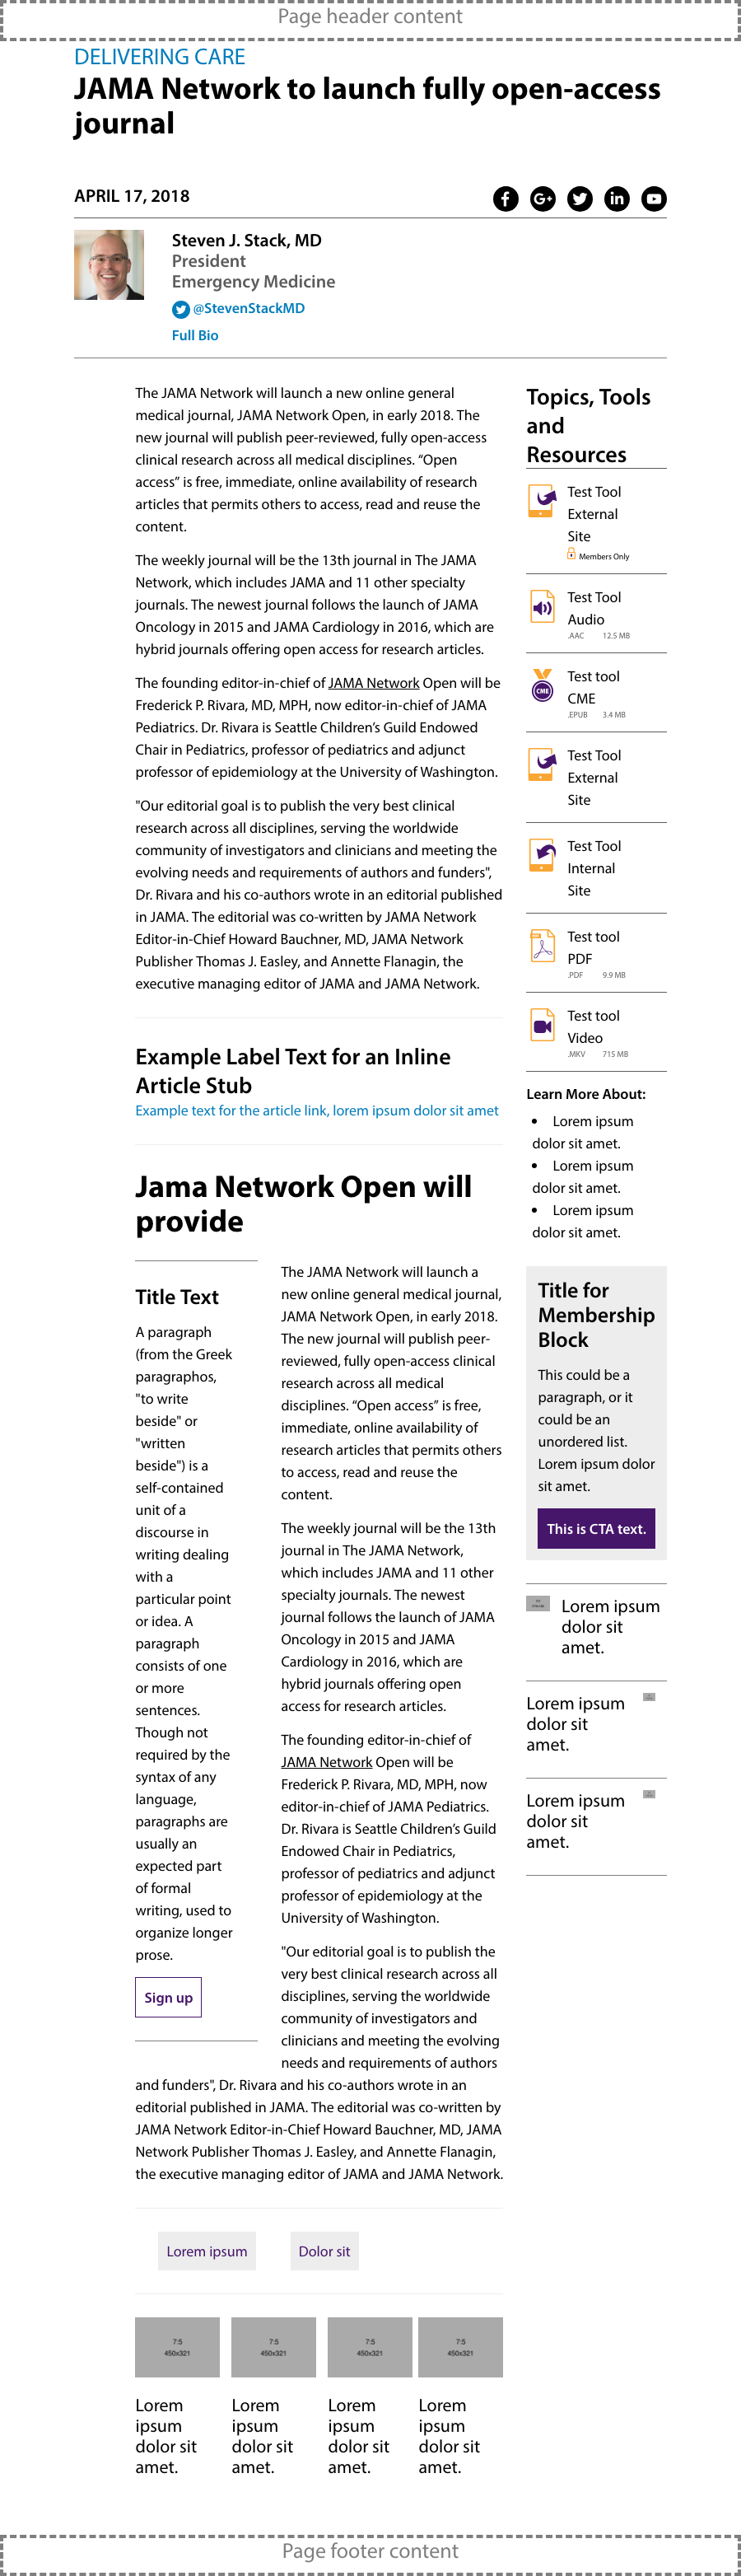 Page header content
DELIVERING CARE
JAMA Network to launch fully open-access
journal
APRIL 17, 2018
Steven J. Stack, MD
President
Emergency Medicine
@StevenStackMD
Full Bio
The JAMA Network will launch a new online general
medical journal, JAMA Network Open, in early 2018. The
new journal will publish peer-reviewed, fully open-access
clinical research across all medical disciplines. “Open
access” is free, immediate, online availability of research
articles that permits others to access, read and reuse the
content.
The weekly journal will be the 13th journal in The JAMA
Network, which includes JAMA and 11 other specialty
journals. The newest journal follows the launch of JAMA
Oncology in 2015 and JAMA Cardiology in 2016, which are
hybrid journals offering open access for research articles.
The founding editor-in-chief of JAMA Network Open will be
Frederick P. Rivara, MD, MPH, now editor-in-chief of JAMA
Pediatrics. Dr. Rivara is Seattle Children’s Guild Endowed
Chair in Pediatrics, professor of pediatrics and adjunct
professor of epidemiology at the University of Washington.
"Our editorial goal is to publish the very best clinical
research across all disciplines, serving the worldwide
community of investigators and clinicians and meeting the
evolving needs and requirements of authors and funders",
Dr. Rivara and his co-authors wrote in an editorial published
in JAMA. The editorial was co-written by JAMA Network
Editor-in-Chief Howard Bauchner, MD, JAMA Network
Publisher Thomas J. Easley, and Annette Flanagin, the
executive managing editor of JAMA and JAMA Network.
Example Label Text for an Inline
Article Stub
Example text for the article link, lorem ipsum dolor sit amet
Jama Network Open will
provide
Title Text
A paragraph
(from the Greek
paragraphos,
"to write
beside" or
"written
beside") is a
self-contained
unit of a
discourse in
writing dealing
with a
particular point
or idea. A
paragraph
consists of one
or more
sentences.
Though not
required by the
syntax of any
language,
paragraphs are
usually an
expected part
of formal
writing, used to
organize longer
prose.
Sign up
The JAMA Network will launch a
new online general medical journal,
JAMA Network Open, in early 2018.
The new journal will publish peer-
reviewed, fully open-access clinical
research across all medical
disciplines. “Open access” is free,
immediate, online availability of
research articles that permits others
to access, read and reuse the
content.
The weekly journal will be the 13th
journal in The JAMA Network,
which includes JAMA and 11 other
specialty journals. The newest
journal follows the launch of JAMA
Oncology in 2015 and JAMA
Cardiology in 2016, which are
hybrid journals offering open
access for research articles.
The founding editor-in-chief of
JAMA Network Open will be
Frederick P. Rivara, MD, MPH, now
editor-in-chief of JAMA Pediatrics.
Dr. Rivara is Seattle Children’s Guild
Endowed Chair in Pediatrics,
professor of pediatrics and adjunct
professor of epidemiology at the
University of Washington.
"Our editorial goal is to publish the
very best clinical research across all
disciplines, serving the worldwide
community of investigators and
clinicians and meeting the evolving
needs and requirements of authors
and funders", Dr. Rivara and his co-authors wrote in an
editorial published in JAMA. The editorial was co-written by
JAMA Network Editor-in-Chief Howard Bauchner, MD, JAMA
Network Publisher Thomas J. Easley, and Annette Flanagin,
the executive managing editor of JAMA and JAMA Network.
Lorem ipsum
Dolor sit
7:5
450x321
7:5
450x321
7:5
450x321
7:5
450x321
Lorem
ipsum
dolor sit
amet.
Lorem
ipsum
dolor sit
amet.
Lorem
ipsum
dolor sit
amet.
Lorem
ipsum
dolor sit
amet.
Topics, Tools
and
Resources
Test Tool
External
Site
Members Only
Test Tool
Audio
.AAC 12.5 MB
CME
Test tool
CME
.EPUB 3.4 MB
Test Tool
External
Site
Test Tool
Internal
Site
Test tool
PDF
.PDF 9.9 MB
Test tool
Video
.MKV 715 MB
Learn More About:
• Lorem ipsum
dolor sit amet.
• Lorem ipsum
dolor sit amet.
• Lorem ipsum
dolor sit amet.
Title for
Membership
Block
This could be a
paragraph, or it
could be an
unordered list.
Lorem ipsum dolor
sit amet.
This is CTA text.
Lorem ipsum
dolor sit
amet.
Lorem ipsum
dolor sit
amet.
Lorem ipsum
dolor sit
amet.
Page footer content